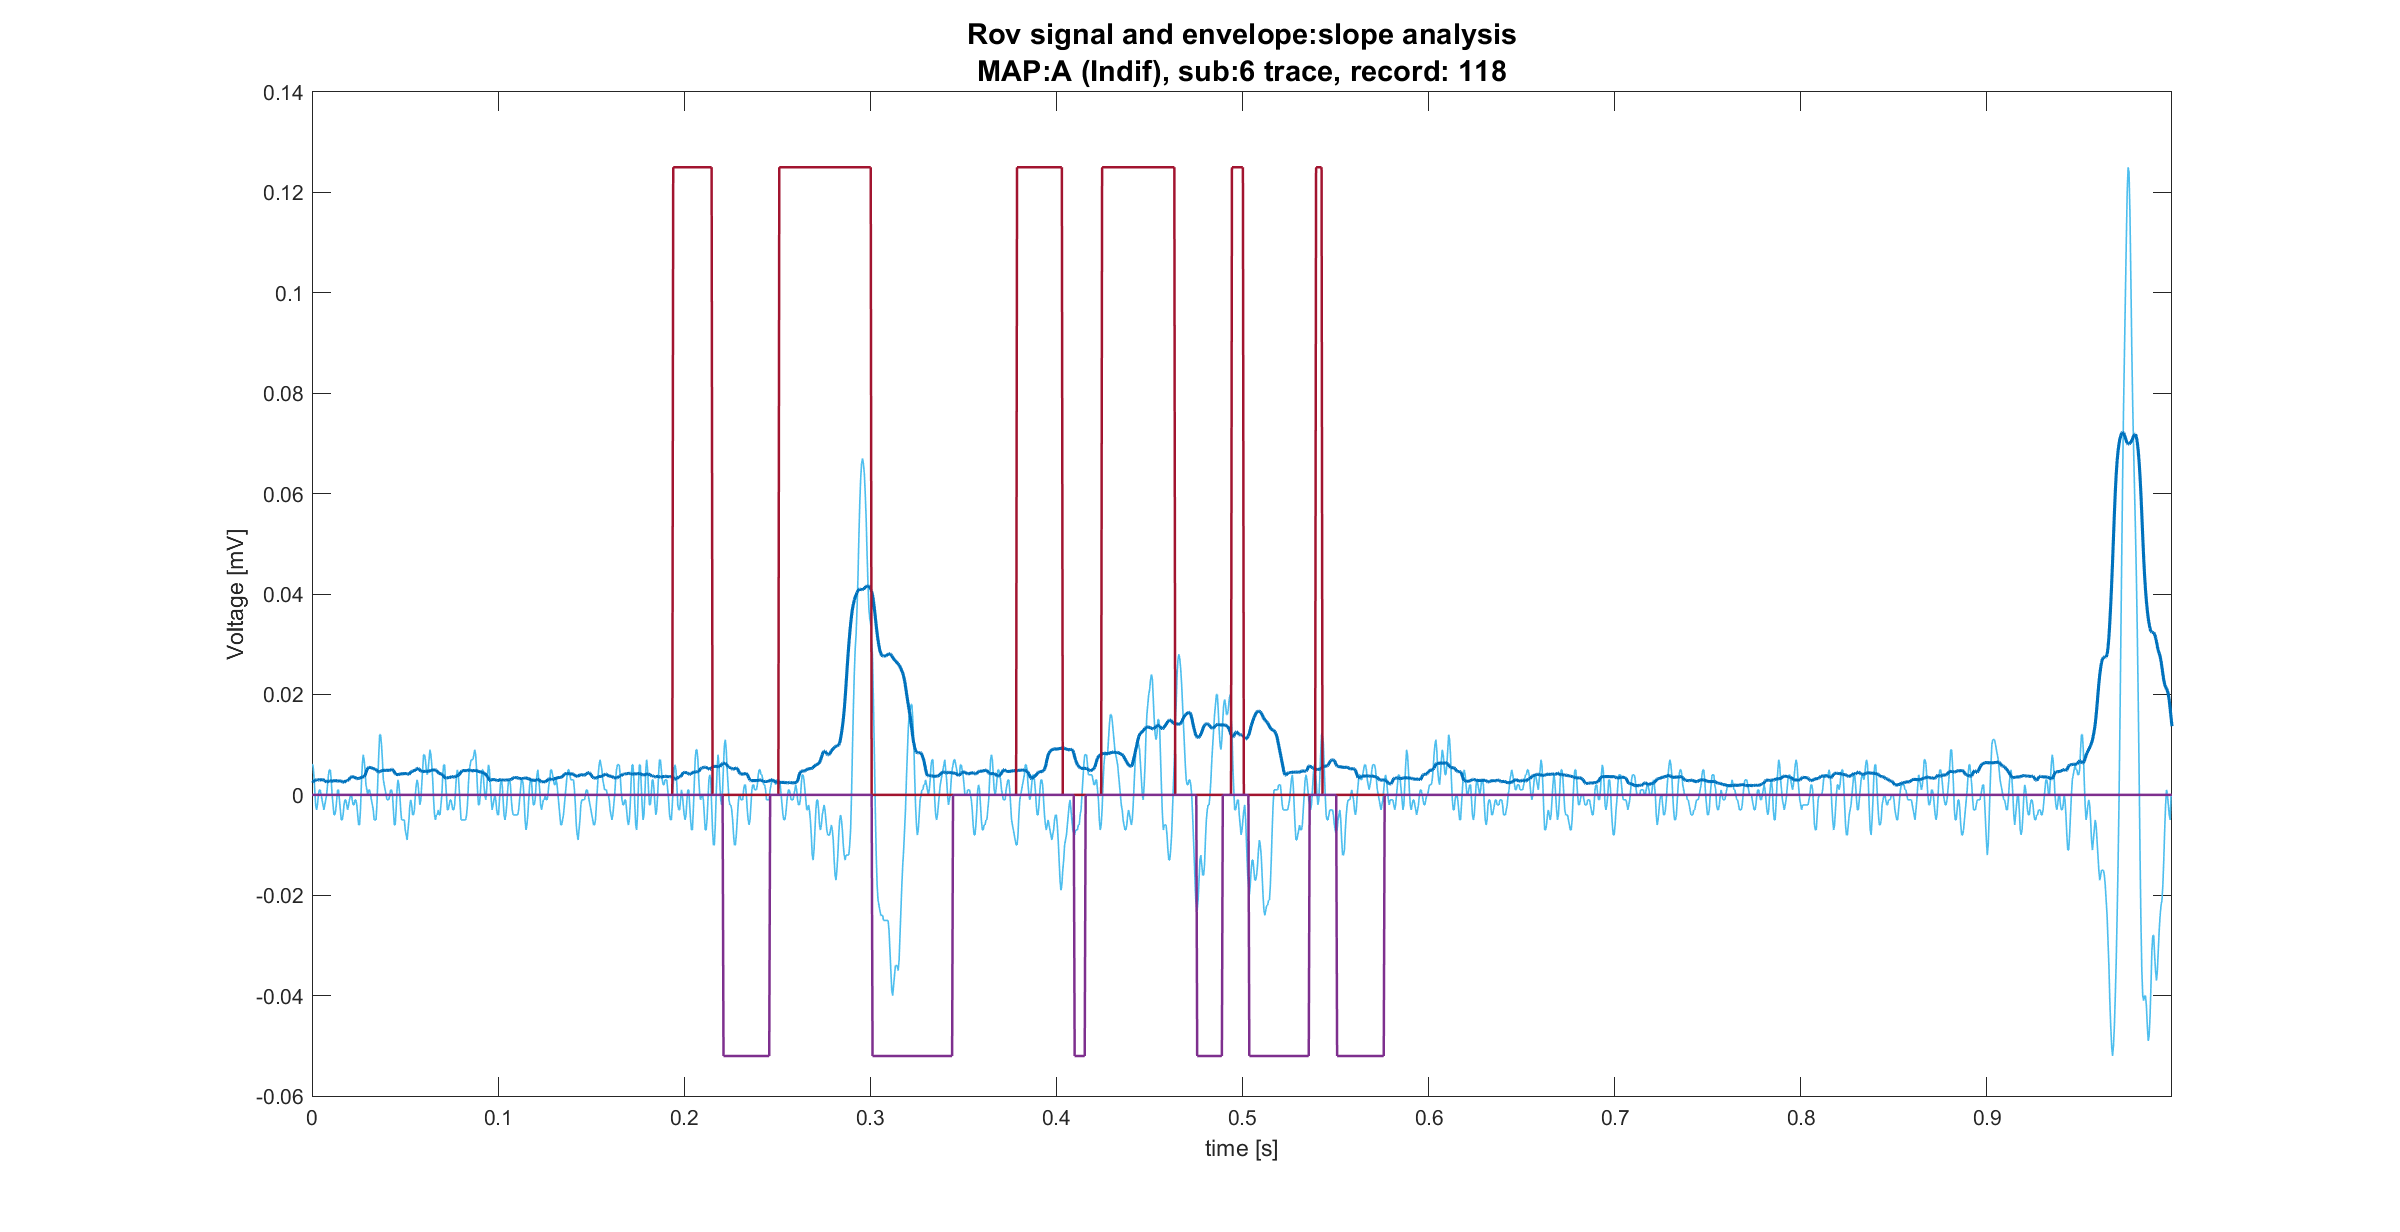 Rov signal and envelope:slope analysis
MAP:A (Indif), sub:6 trace, record: 118
0.14
0.12
0.1
0.08
0.06
0.04
0.02
0
-0.02
-0.04
-0.06
Voltage [mV]
0 0.1 0.2 0.3 0.4 0.5 0.6 0.7 0.8 0.9
time [s]